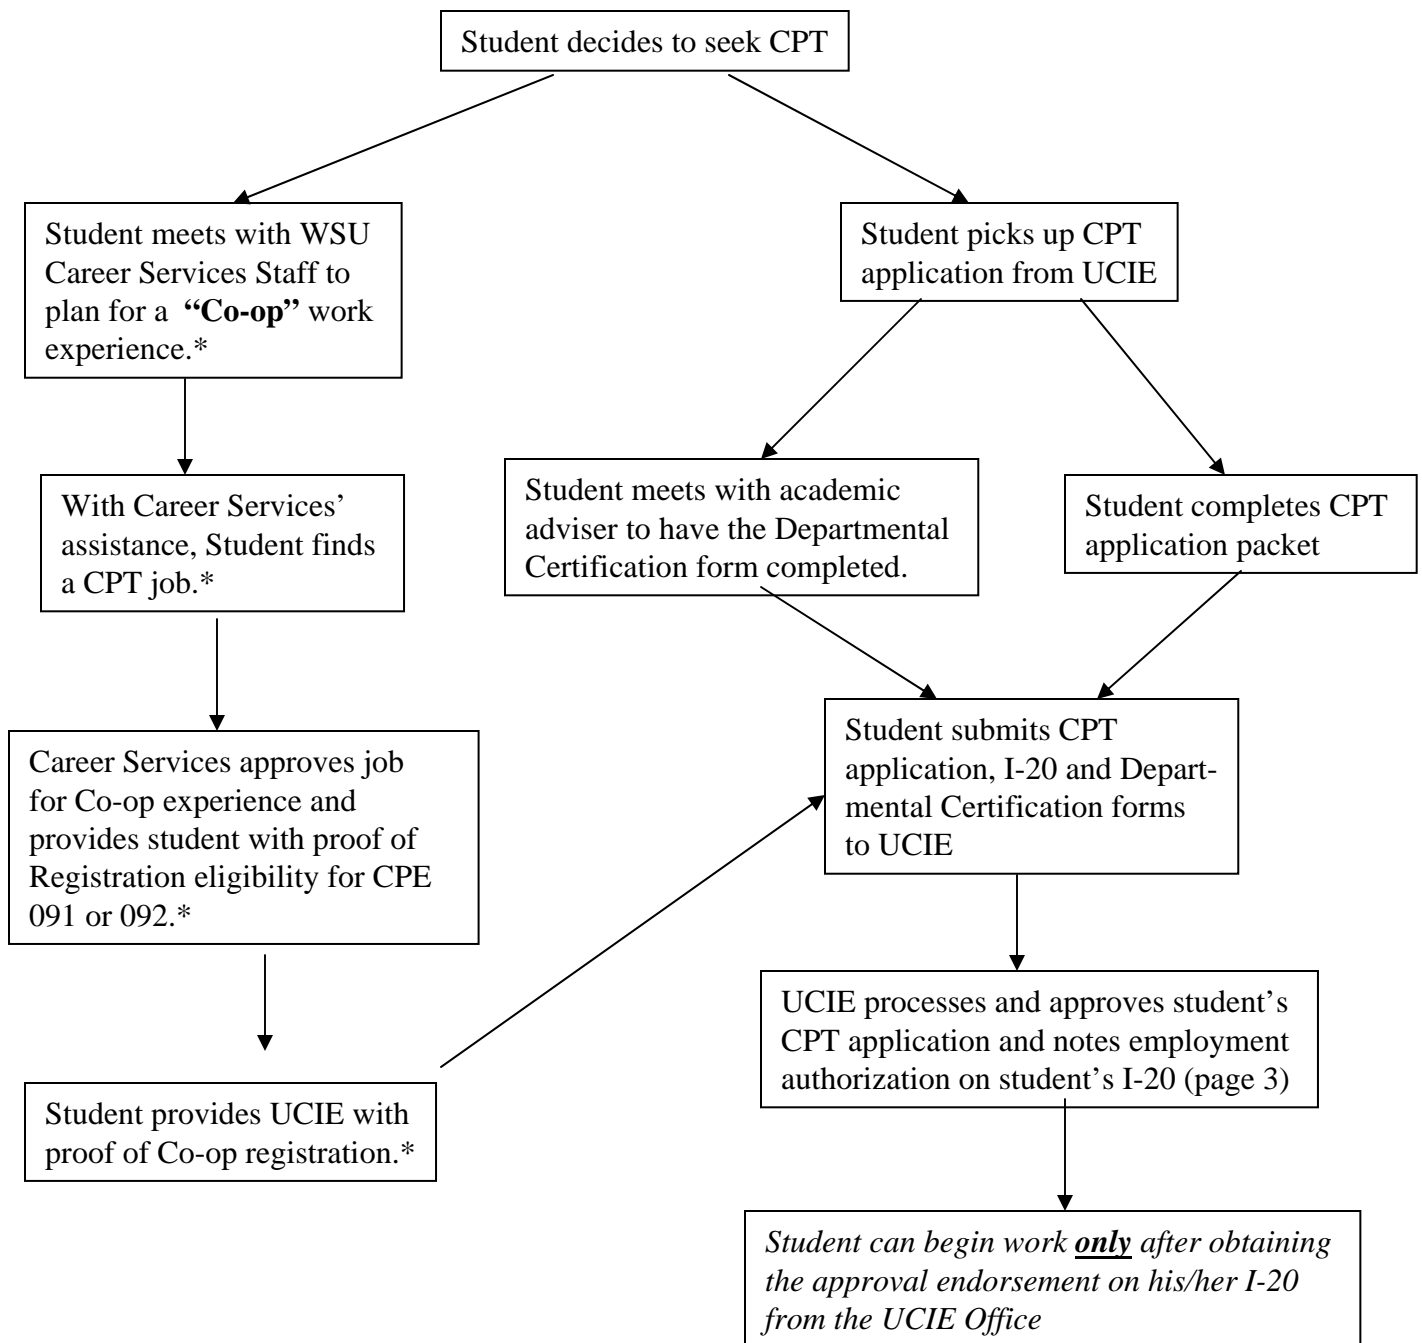 Student decides to seek CPT
Student meets with WSU
Career Services Staff to
plan for a “Co-op” work
experience.*
Student picks up CPT
application from UCIE
With Career Services’
assistance, Student finds
a CPT job.*
Student meets with academic
adviser to have the Departmental
Certification form completed.
Student completes CPT
application packet
Career Services approves job
for Co-op experience and
provides student with proof of
Registration eligibility for CPE
091 or 092.*
Student submits CPT
application, I-20 and Depart-
mental Certification forms
to UCIE
Student provides UCIE with
proof of Co-op registration.*
UCIE processes and approves student’s
CPT application and notes employment
authorization on student’s I-20 (page 3)
Student can begin work only after obtaining
the approval endorsement on his/her I-20
from the UCIE Office